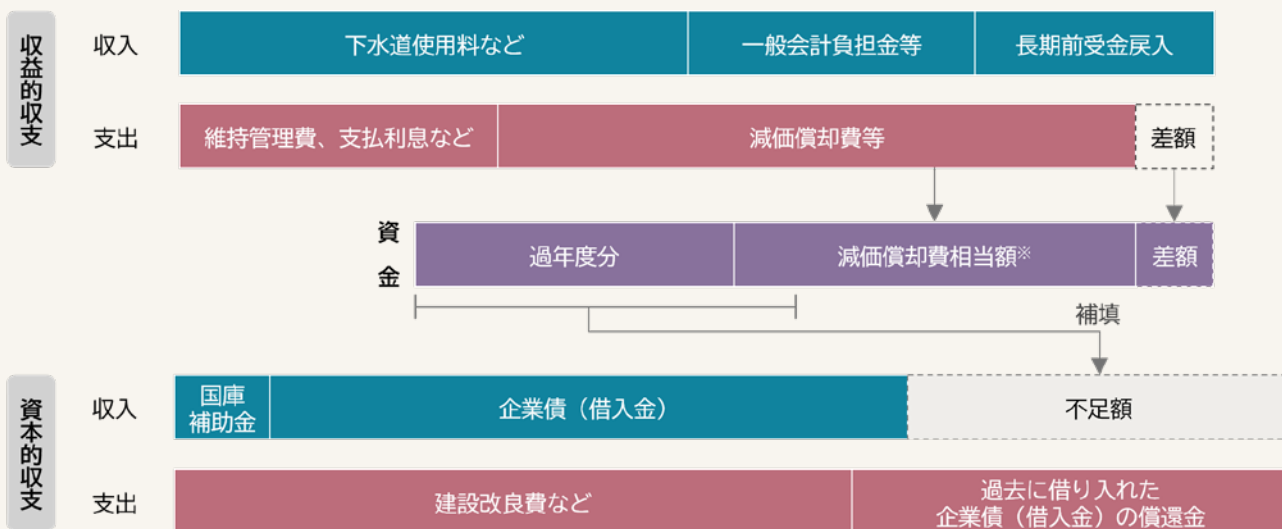 収益的収支
収入
下水道使用料など
一般会計負担金等
長期前受金戻入
支出
維持管理費、支払利息など
減価償却費等
差額
資金
過年度分
減価償却費相当額※
差額
補填
資本的収支
収入
国庫
補助金
企業債（借入金）
不足額
支出
建設改良費など
過去に借り入れた
企業債（借入金）の償還金